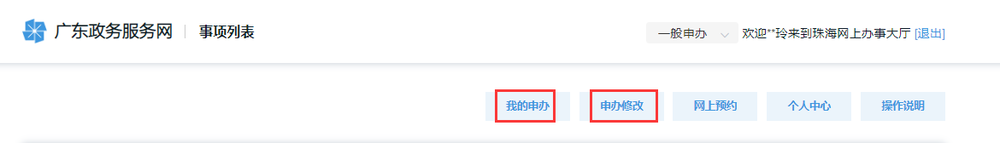 广东政务服务网 事项列表
一般申办 欢迎**玲来到珠海网上办事大厅 [退出]
我的申办 申办修改 网上预约 个人中心 操作说明